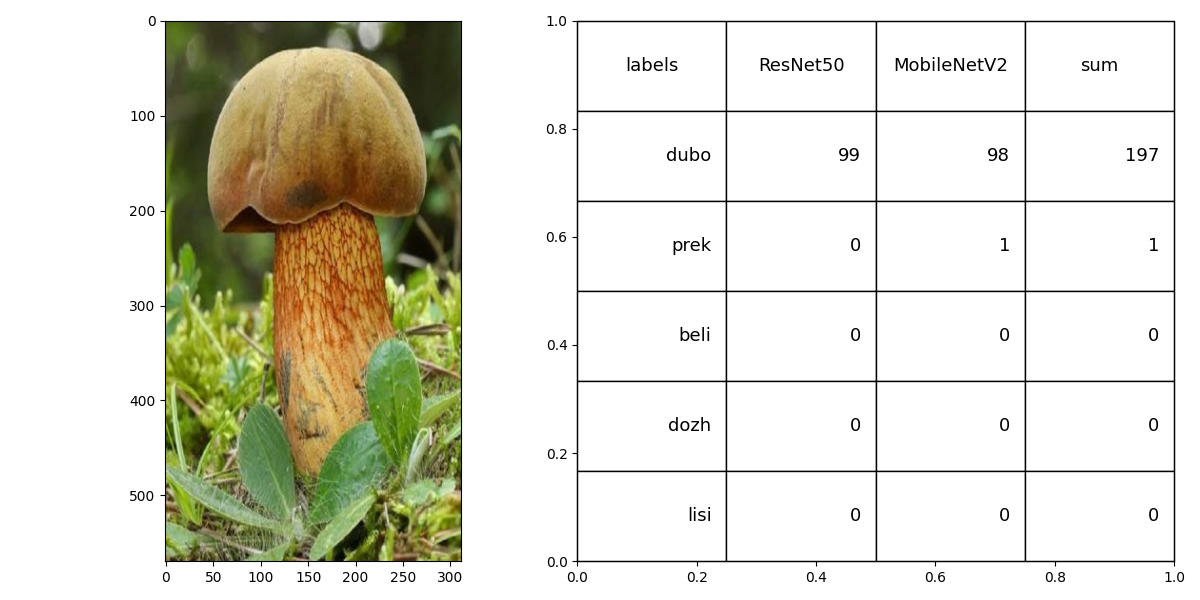 0
100
200
300
400
500
0 50 100 150 200 250 300
1.0
0.8
0.6
0.4
0.2
0.0
0.0 0.2 0.4 0.6 0.8 1.0
labels ResNet50 MobileNetV2 sum
dubo 99 98 197
prek 0 1 1
beli 0 0 0
dozh 0 0 0
lisi 0 0 0